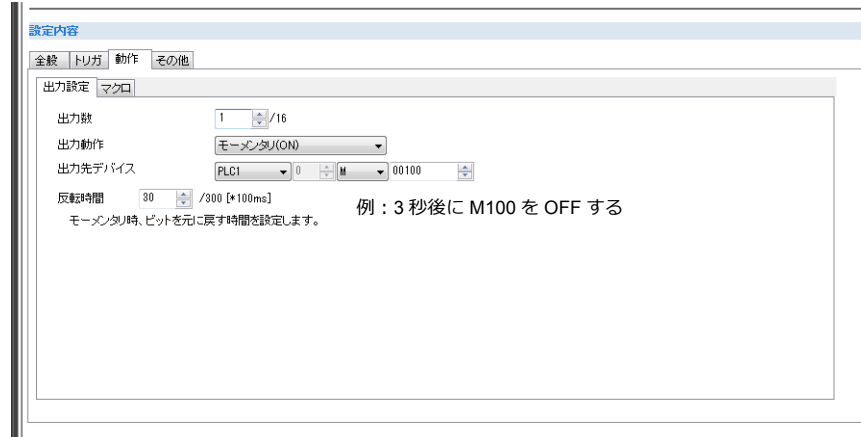 設定内容
全般 トリガ 動作 その他
出力設定 マクロ
出力数 1 /16
出力動作 モーメンタリ(ON)
出力先デバイス PLC1 0 M 00100
反転時間 30 /300 [*100ms]
例：3 秒後に M100 を OFF する
モーメンタリ時、ビットを元に戻す時間を設定します。